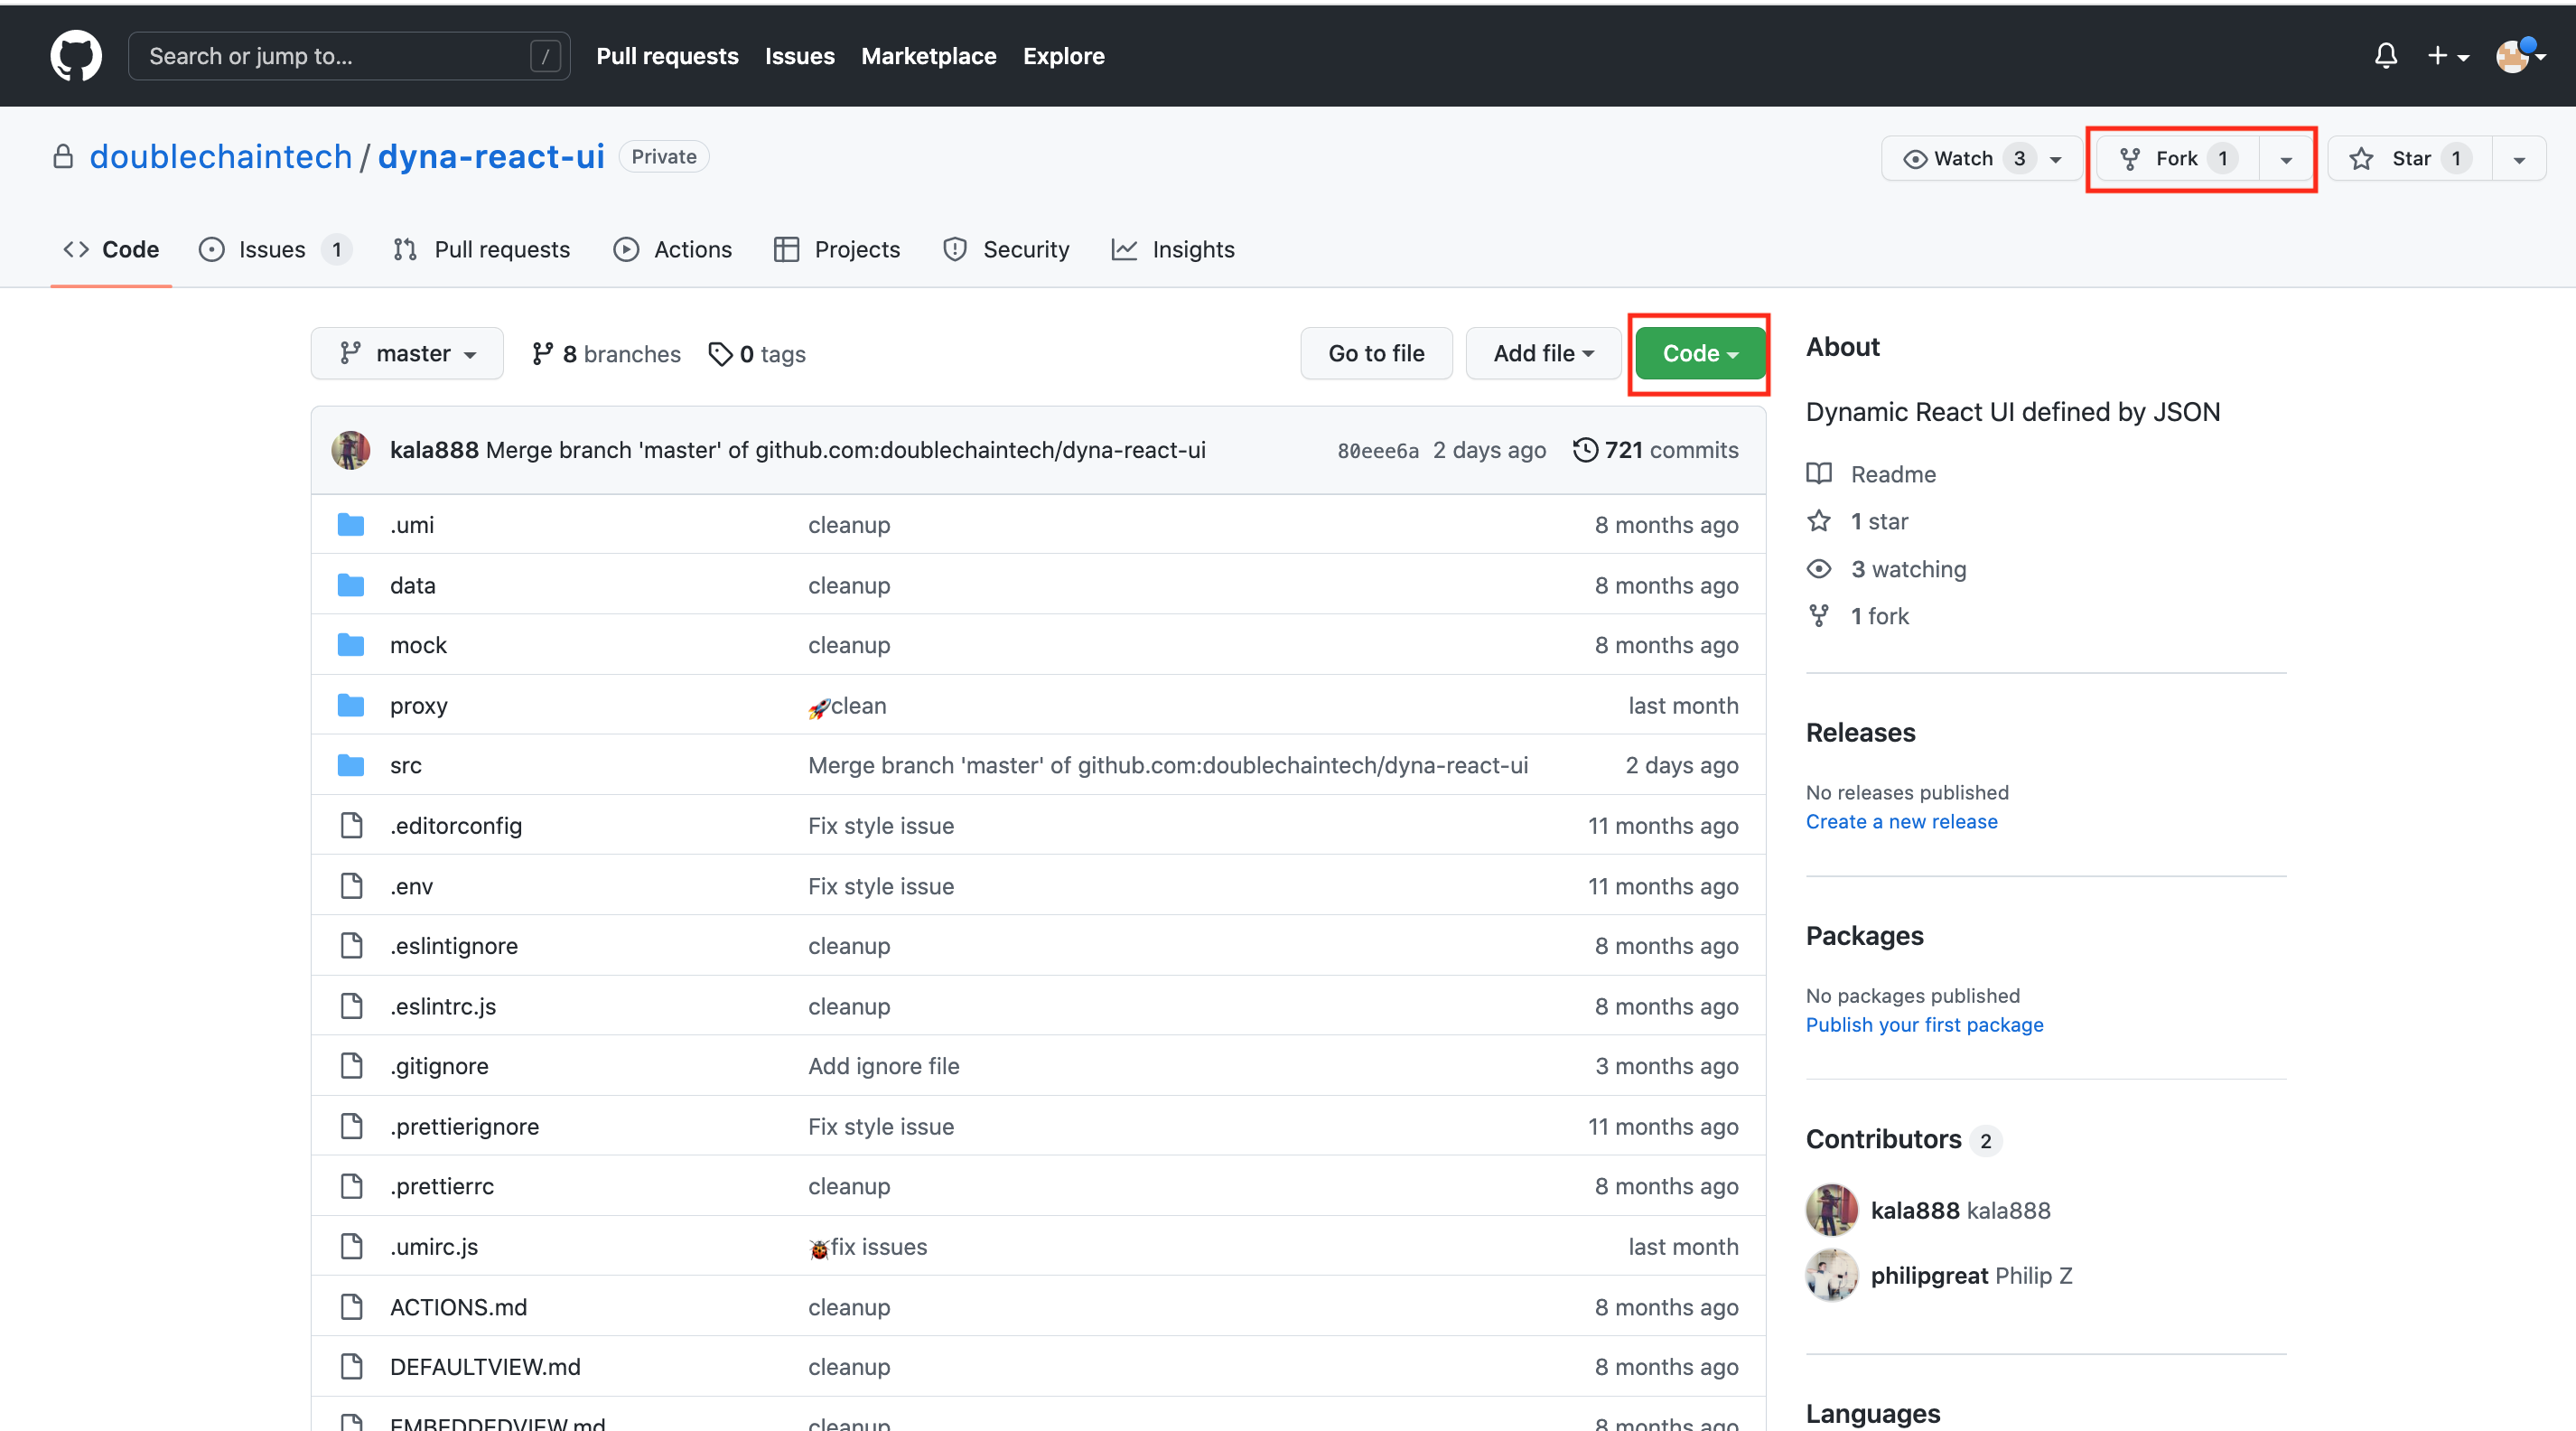 Search or jump to... /
Pull requests Issues Marketplace Explore
doublechaintech / dyna-react-ui Private
Watch 3 Fork 1 Star 1
Code Issues 1 Pull requests Actions Projects Security Insights
master 8 branches 0 tags Go to file Add file Code
kala888 Merge branch 'master' of github.com:doublechaintech/dyna-react-ui 80eee6a 2 days ago 721 commits
.umi cleanup 8 months ago
data cleanup 8 months ago
mock cleanup 8 months ago
proxy 🚀clean last month
src Merge branch 'master' of github.com:doublechaintech/dyna-react-ui 2 days ago
.editorconfig Fix style issue 11 months ago
.env Fix style issue 11 months ago
.eslintignore cleanup 8 months ago
.eslintrc.js cleanup 8 months ago
.gitignore Add ignore file 3 months ago
.prettierignore Fix style issue 11 months ago
.prettierrc cleanup 8 months ago
.umirc.js 🐞fix issues last month
ACTIONS.md cleanup 8 months ago
DEFAULTVIEW.md cleanup 8 months ago
EMBEDDEDVIEW.md cleanup 8 months ago
About
Dynamic React UI defined by JSON
Readme
1 star
3 watching
1 fork
Releases
No releases published
Create a new release
Packages
No packages published
Publish your first package
Contributors 2
kala888 kala888
philipgreat Philip Z
Languages